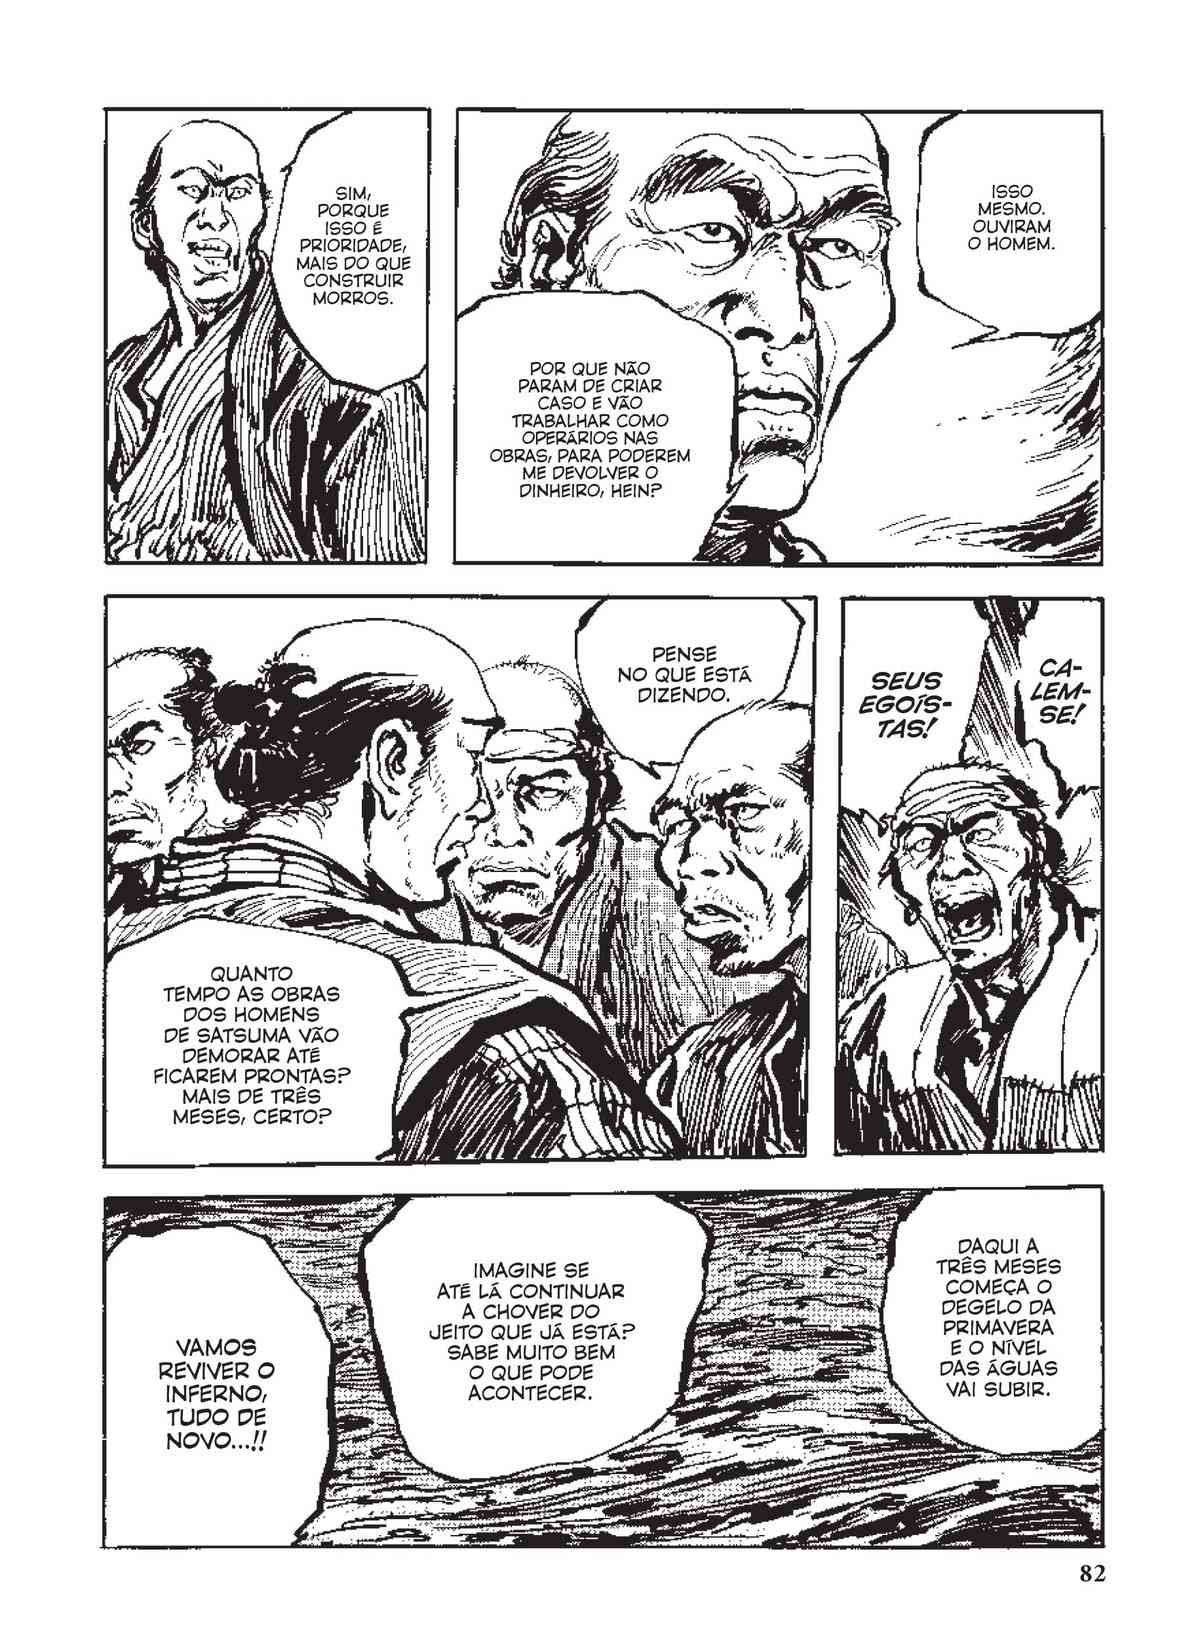 ISSO
MESMO.
OUVIRAM
O HOMEM.
POR QUE NÃO
PARAM DE CRIAR
CASO E VÃO
TRABALHAR COMO
OPERÁRIOS NAS
OBRAS, PARA PODEREM
ME DEVOLVER O
DINHEIRO, HEIN?
SIM,
PORQUE
ISSO É
PRIORIDADE,
MAIS DO QUE
CONSTRUIR
MORROS.
CA-
LEM-
SE!
SEUS
EGOÍS-
TAS!
PENSE
NO QUE ESTÁ
DIZENDO.
QUANTO
TEMPO AS OBRAS
DOS HOMENS
DE SATSUMA VÃO
DEMORAR ATÉ
FICAREM PRONTAS?
MAIS DE TRÊS
MESES, CERTO?
DAQUI A
TRÊS MESES
COMEÇA O
DEGELO DA
PRIMAVERA
E O NÍVEL
DAS ÁGUAS
VAI SUBIR.
IMAGINE SE
ATÉ LÁ CONTINUAR
A CHOVER DO
JEITO QUE JÁ ESTÁ?
SABE MUITO BEM
O QUE PODE
ACONTECER.
VAMOS
REVIVER O
INFERNO,
TUDO DE
NOVO...!!
82